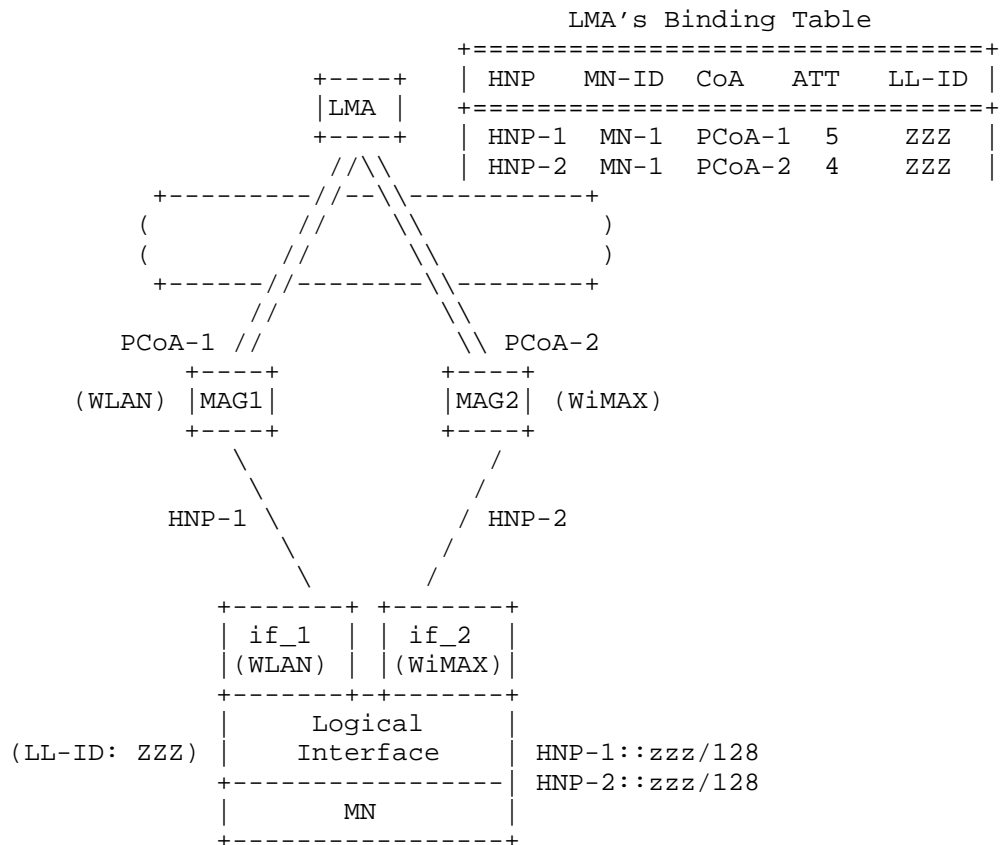 LMA's Binding Table
+================================+
+----+ | HNP MN-ID CoA ATT LL-ID |
|LMA | +================================+
+----+ | HNP-1 MN-1 PCoA-1 5 ZZZ |
//\\ | HNP-2 MN-1 PCoA-2 4 ZZZ |
+---------//--\\-----------+
( // \\ )
( // \\ )
+------//--------\\--------+
// \\
PCoA-1 // \\ PCoA-2
+----+ +----+
(WLAN) |MAG1| |MAG2| (WiMAX)
+----+ +----+
\ /
\ /
HNP-1 \ / HNP-2
\ /
\ /
+-------+ +-------+
| if_1 | | if_2 |
|(WLAN) | |(WiMAX)|
+-------+-+-------+
| Logical |
(LL-ID: ZZZ) | Interface | HNP-1::zzz/128
+-----------------| HNP-2::zzz/128
| MN |
+-----------------+